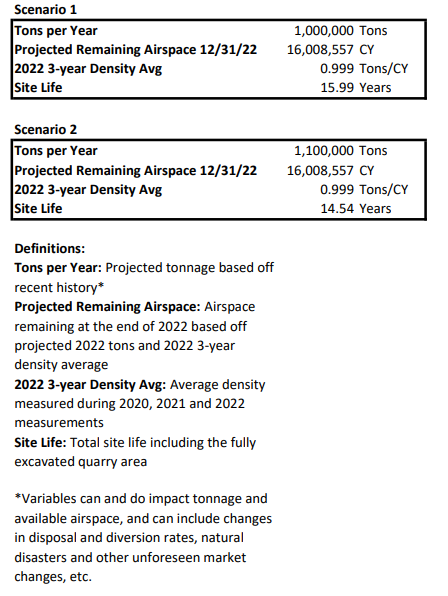 Scenario 1
Tons per Year 1,000,000 Tons
Projected Remaining Airspace 12/31/22 16,008,557 CY
2022 3-year Density Avg 0.999 Tons/CY
Site Life 15.99 Years
Scenario 2
Tons per Year 1,100,000 Tons
Projected Remaining Airspace 12/31/22 16,008,557 CY
2022 3-year Density Avg 0.999 Tons/CY
Site Life 14.54 Years
Definitions:
Tons per Year: Projected tonnage based off
recent history*
Projected Remaining Airspace: Airspace
remaining at the end of 2022 based off
projected 2022 tons and 2022 3-year
density average
2022 3-year Density Avg: Average density
measured during 2020, 2021 and 2022
measurements
Site Life: Total site life including the fully
excavated quarry area
*Variables can and do impact tonnage and
available airspace, and can include changes
in disposal and diversion rates, natural
disasters and other unforeseen market
changes, etc.